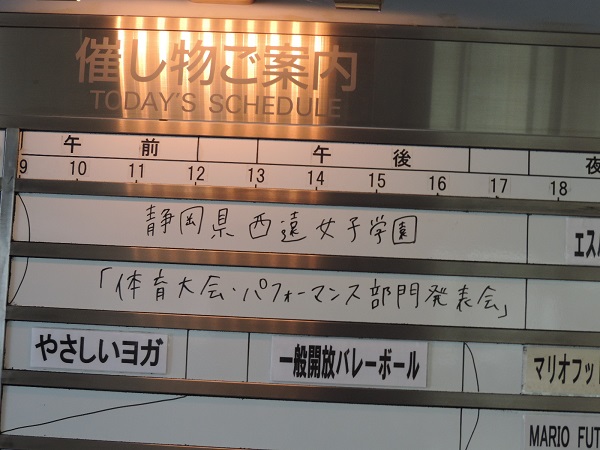 催し物ご案内
TODAY'S SCHEDULE
午前 午後 夜
9 10 11 12 13 14 15 16 17 18
静岡県西遠女子学園
エス
「体育大会・パフォーマンス部門発表会」
やさしいヨガ 一般開放バレーボール マリオフット
MARIO FUT